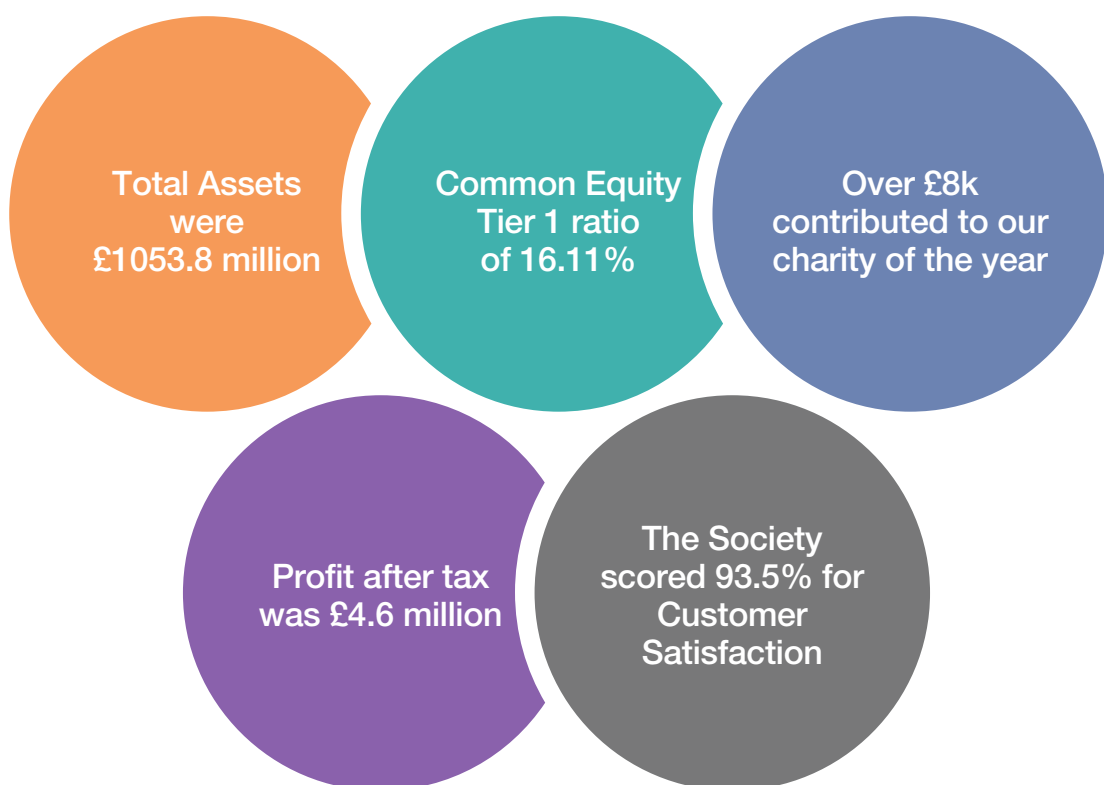 Total Assets
were
£1053.8 million
Common Equity
Tier 1 ratio
of 16.11%
Over £8k
contributed to our
charity of the year
Profit after tax
was £4.6 million
The Society
scored 93.5% for
Customer
Satisfaction